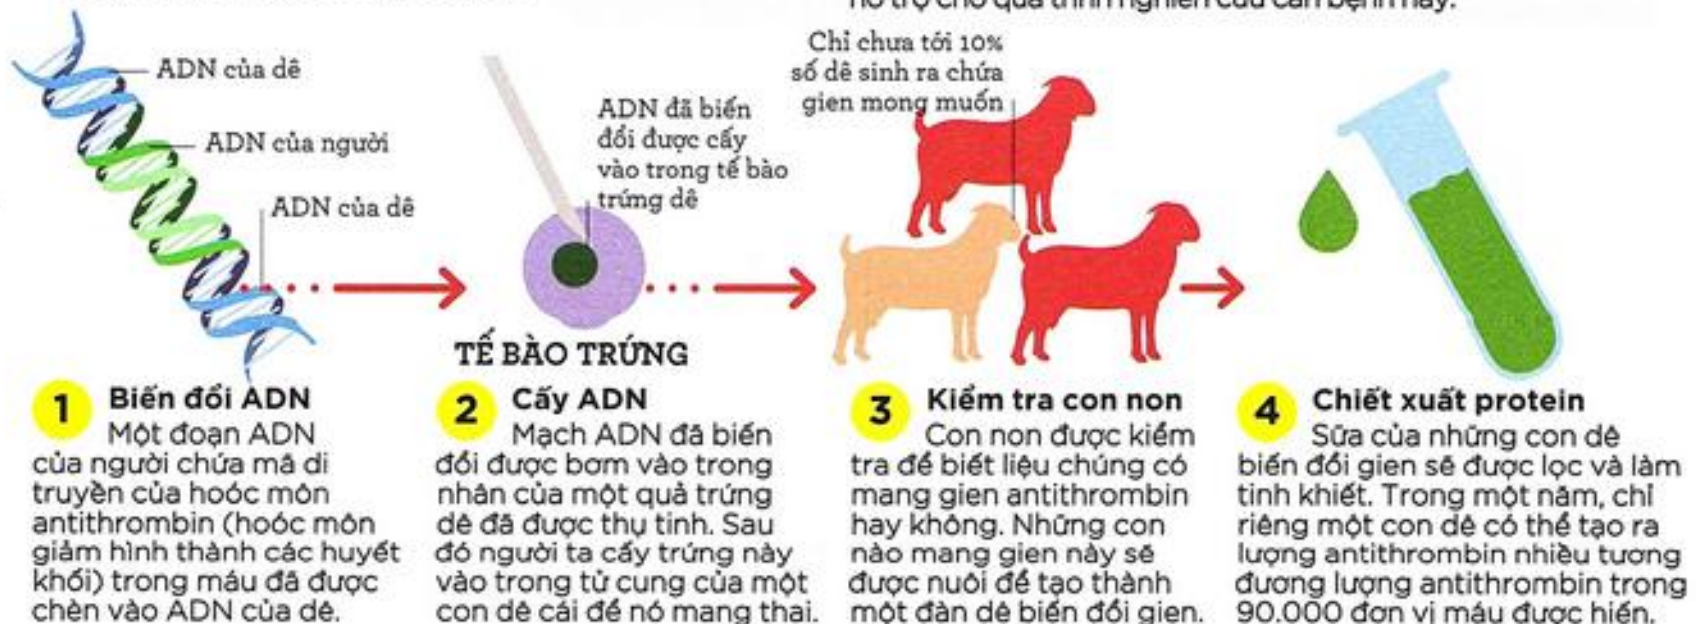 hỗ trợ cho quá trình nghiên cứu căn bệnh này.
ADN của dê
ADN của người
ADN của dê
ADN đã biến
đổi được cấy
vào trong tế bào
trứng dê
TẾ BÀO TRỨNG
Chỉ chưa tới 10%
số dê sinh ra chứa
gien mong muốn
1 Biến đổi ADN
Một đoạn ADN
của người chứa mã di
truyền của hoóc môn
antithrombin (hoóc môn
giảm hình thành các huyết
khối) trong máu đã được
chèn vào ADN của dê.
2 Cấy ADN
Mạch ADN đã biến
đổi được bơm vào trong
nhân của một quả trứng
dê đã được thụ tinh. Sau
đó người ta cấy trứng này
vào trong tử cung của một
con dê cái để nó mang thai.
3 Kiểm tra con non
Con non được kiểm
tra để biết liệu chúng có
mang gien antithrombin
hay không. Những con
nào mang gien này sẽ
được nuôi để tạo thành
một đàn dê biến đổi gien.
4 Chiết xuất protein
Sữa của những con dê
biến đổi gien sẽ được lọc và làm
tinh khiết. Trong một năm, chỉ
riêng một con dê có thể tạo ra
lượng antithrombin nhiều tương
đương lượng antithrombin trong
90.000 đơn vị máu được hiến.